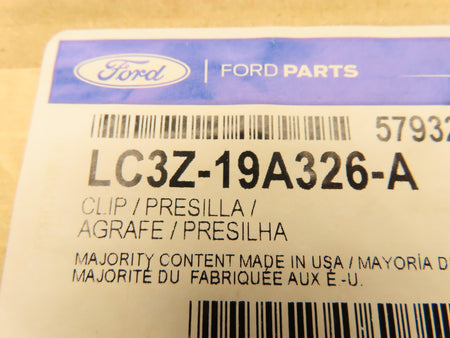 Ford
FORD PARTS
57932
LC3Z-19A326-A
CLIP / PRESILLA /
AGRAFE / PRESILHA
MAJORITY CONTENT MADE IN USA / MAYORÍA D
MAJORITÉ DU FABRIQUÉE AUX É -U.